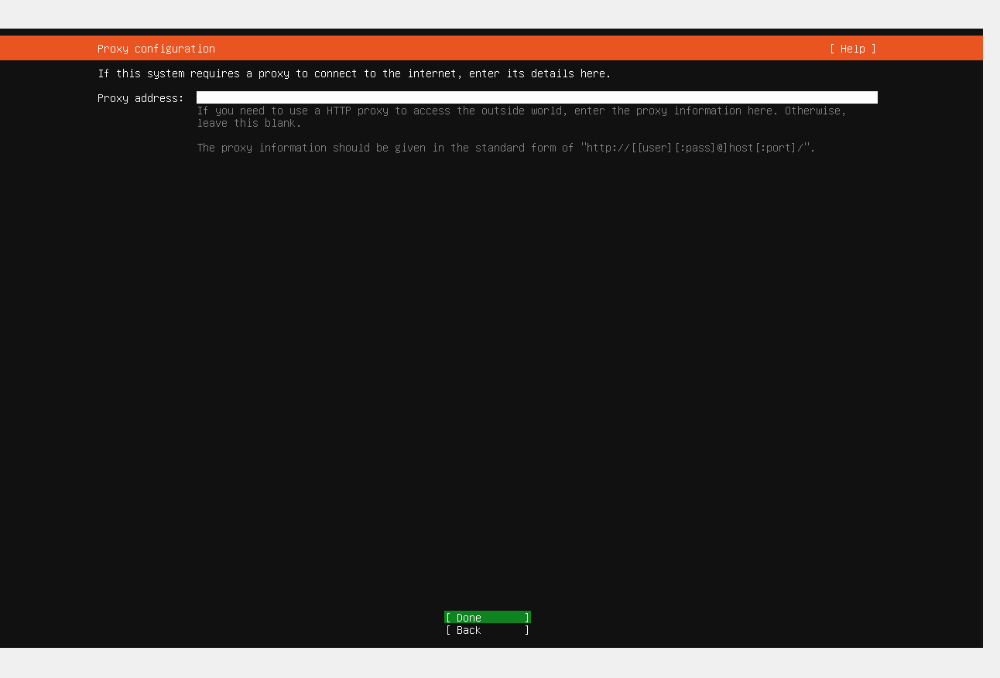 Proxy configuration [ Help ]
If this system requires a proxy to connect to the internet, enter its details here.
Proxy address:
If you need to use a HTTP proxy to access the outside world, enter the proxy information here. Otherwise,
leave this blank.
The proxy information should be given in the standard form of "http://[[user][:pass]@]host[:port]/".
[ Done ]
[ Back ]